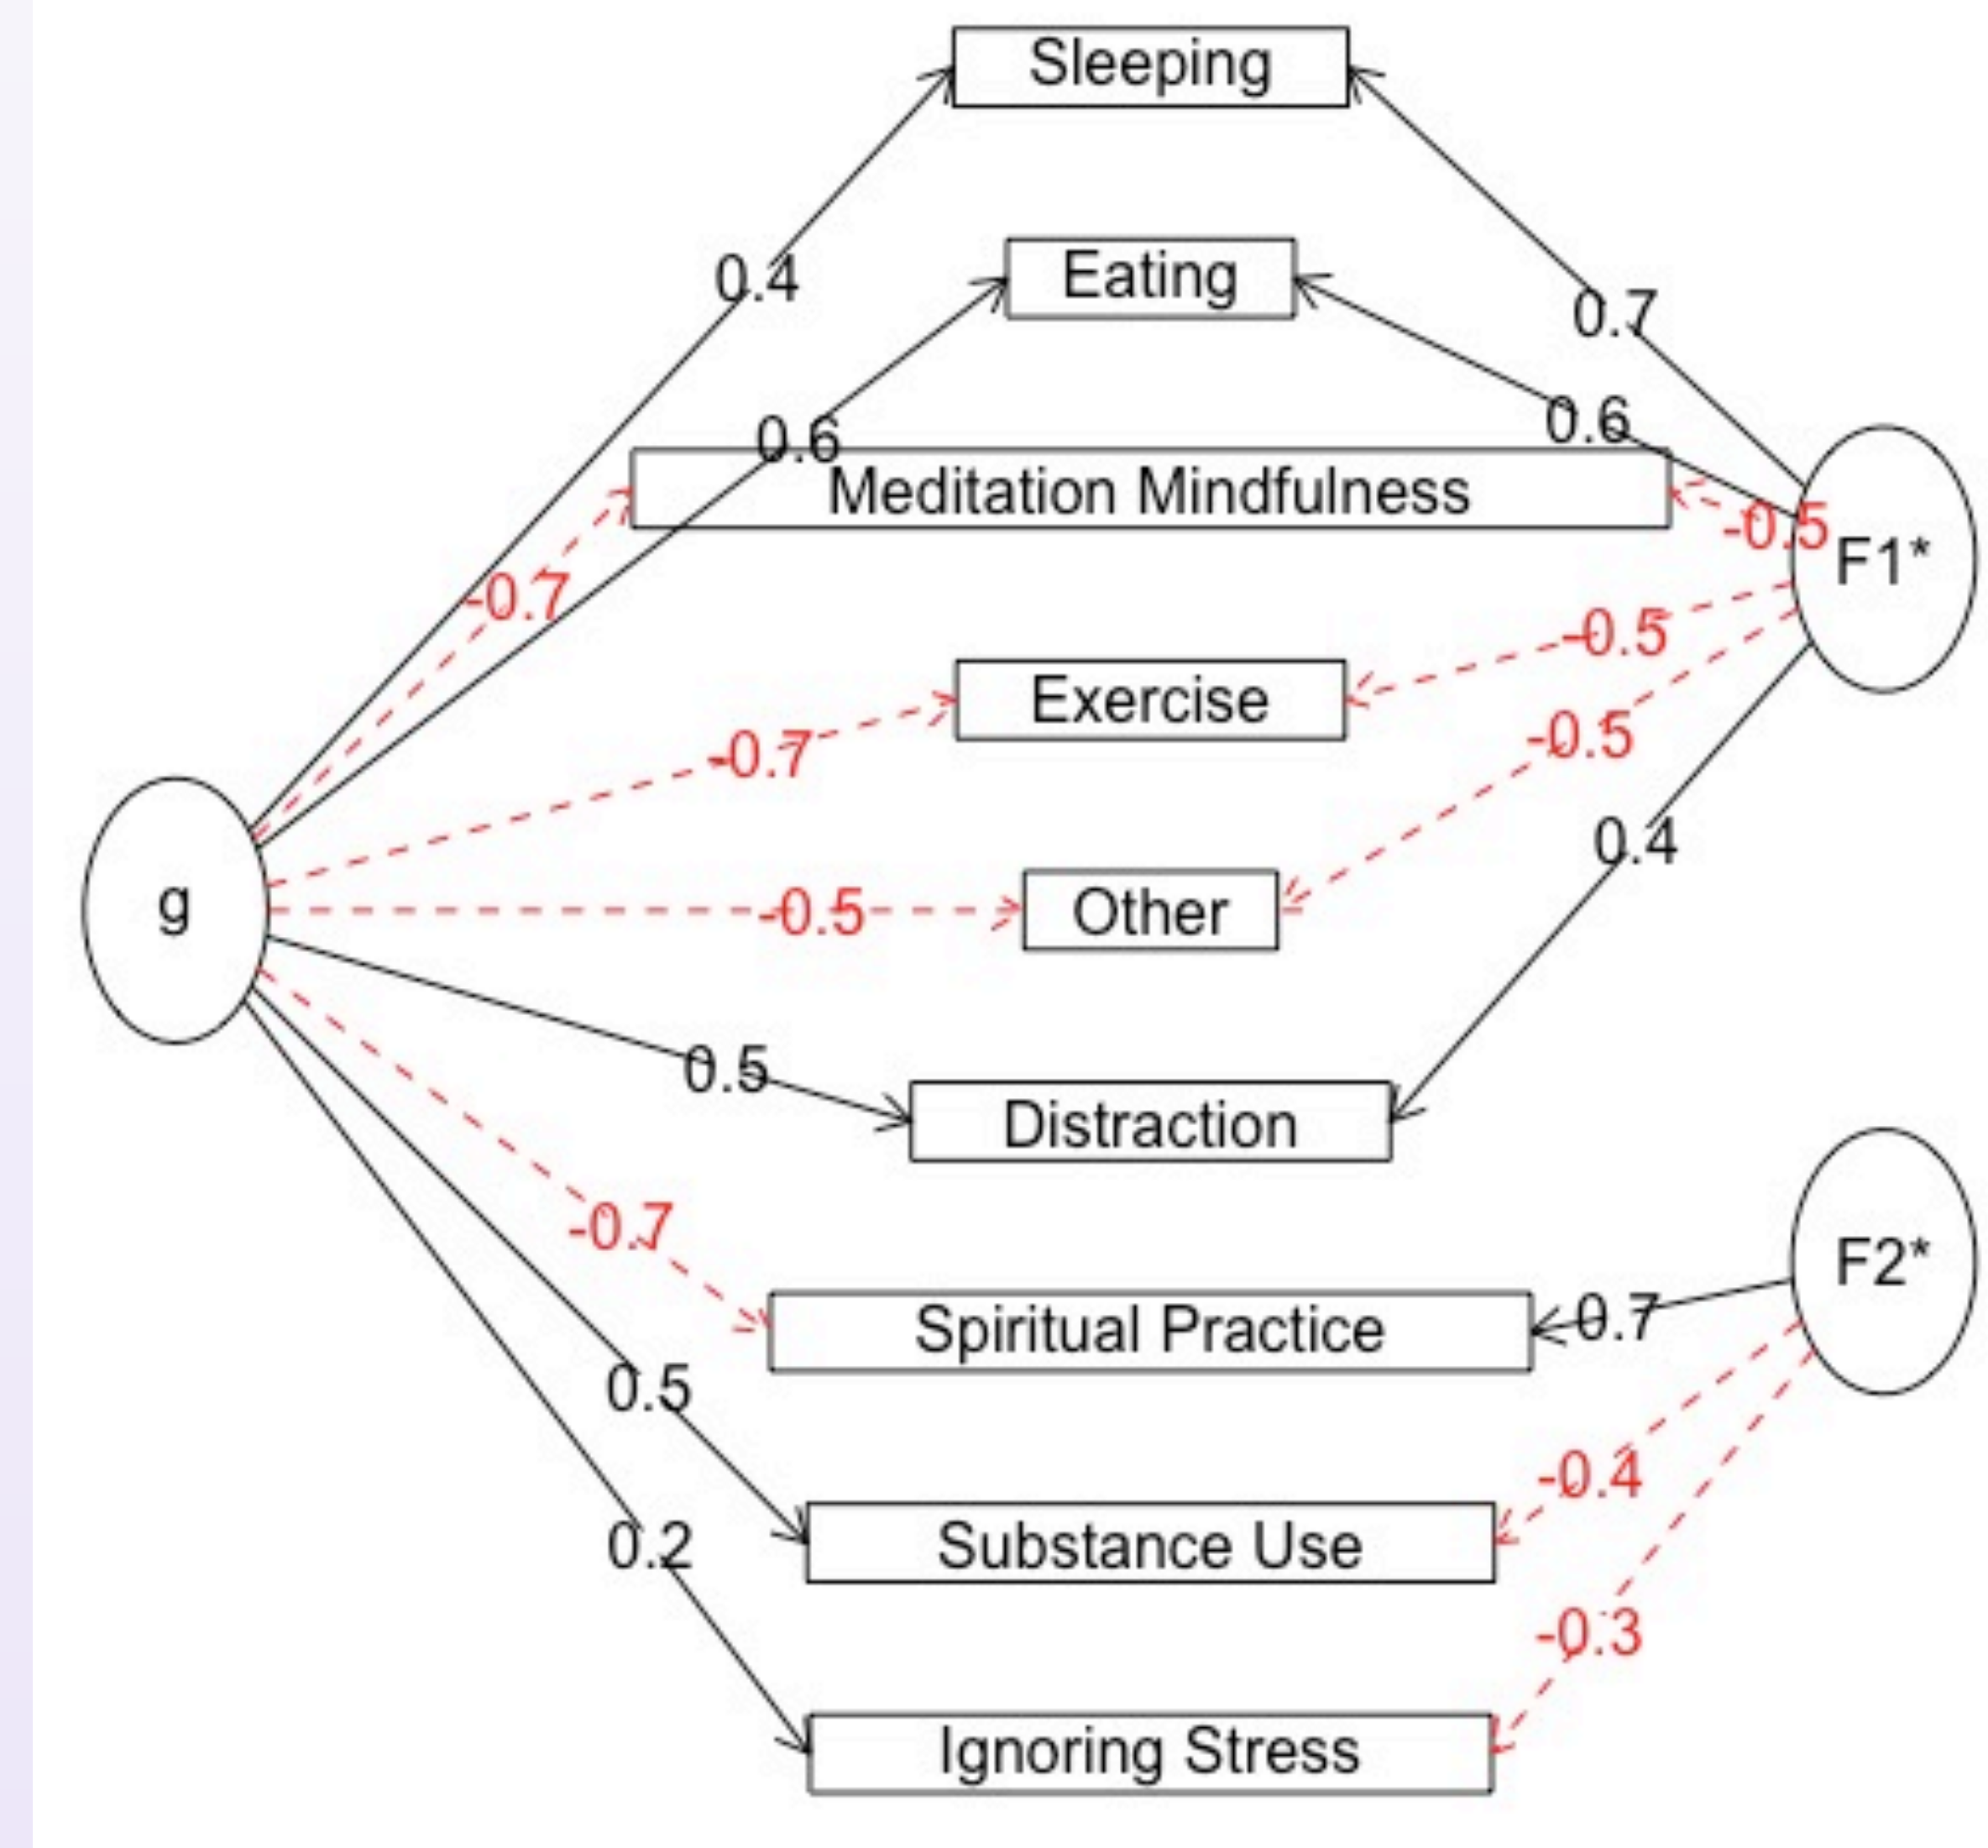 Sleeping
0.4
Eating
0.7
0.6
0.6
Meditation Mindfulness
-0.5
F1*
-0.7
-0.5
Exercise
-0.7
-0.5
0.4
g
-0.5
Other
0.5
Distraction
-0.7
F2*
Spiritual Practice
0.7
0.5
-0.4
Substance Use
0.2
-0.3
Ignoring Stress